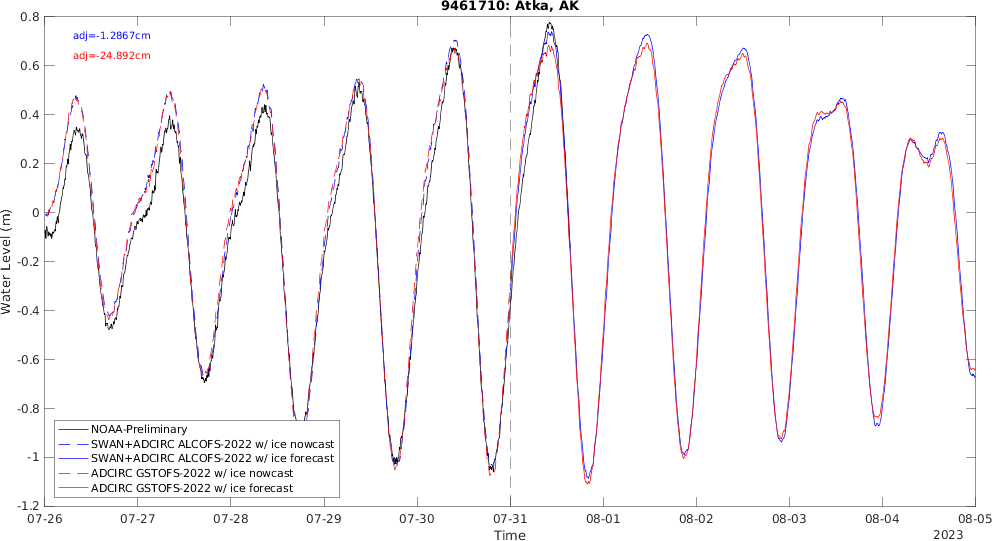 9461710: Atka, AK
adj=-1.2867cm
adj=-24.892cm
0.8
0.6
0.4
0.2
0
-0.2
-0.4
-0.6
-0.8
-1
-1.2
Water Level (m)
NOAA-Preliminary
SWAN+ADCIRC ALCOFS-2022 w/ ice nowcast
SWAN+ADCIRC ALCOFS-2022 w/ ice forecast
ADCIRC GSTOFS-2022 w/ ice nowcast
ADCIRC GSTOFS-2022 w/ ice forecast
07-26 07-27 07-28 07-29 07-30 07-31 08-01 08-02 08-03 08-04 08-05
Time
2023